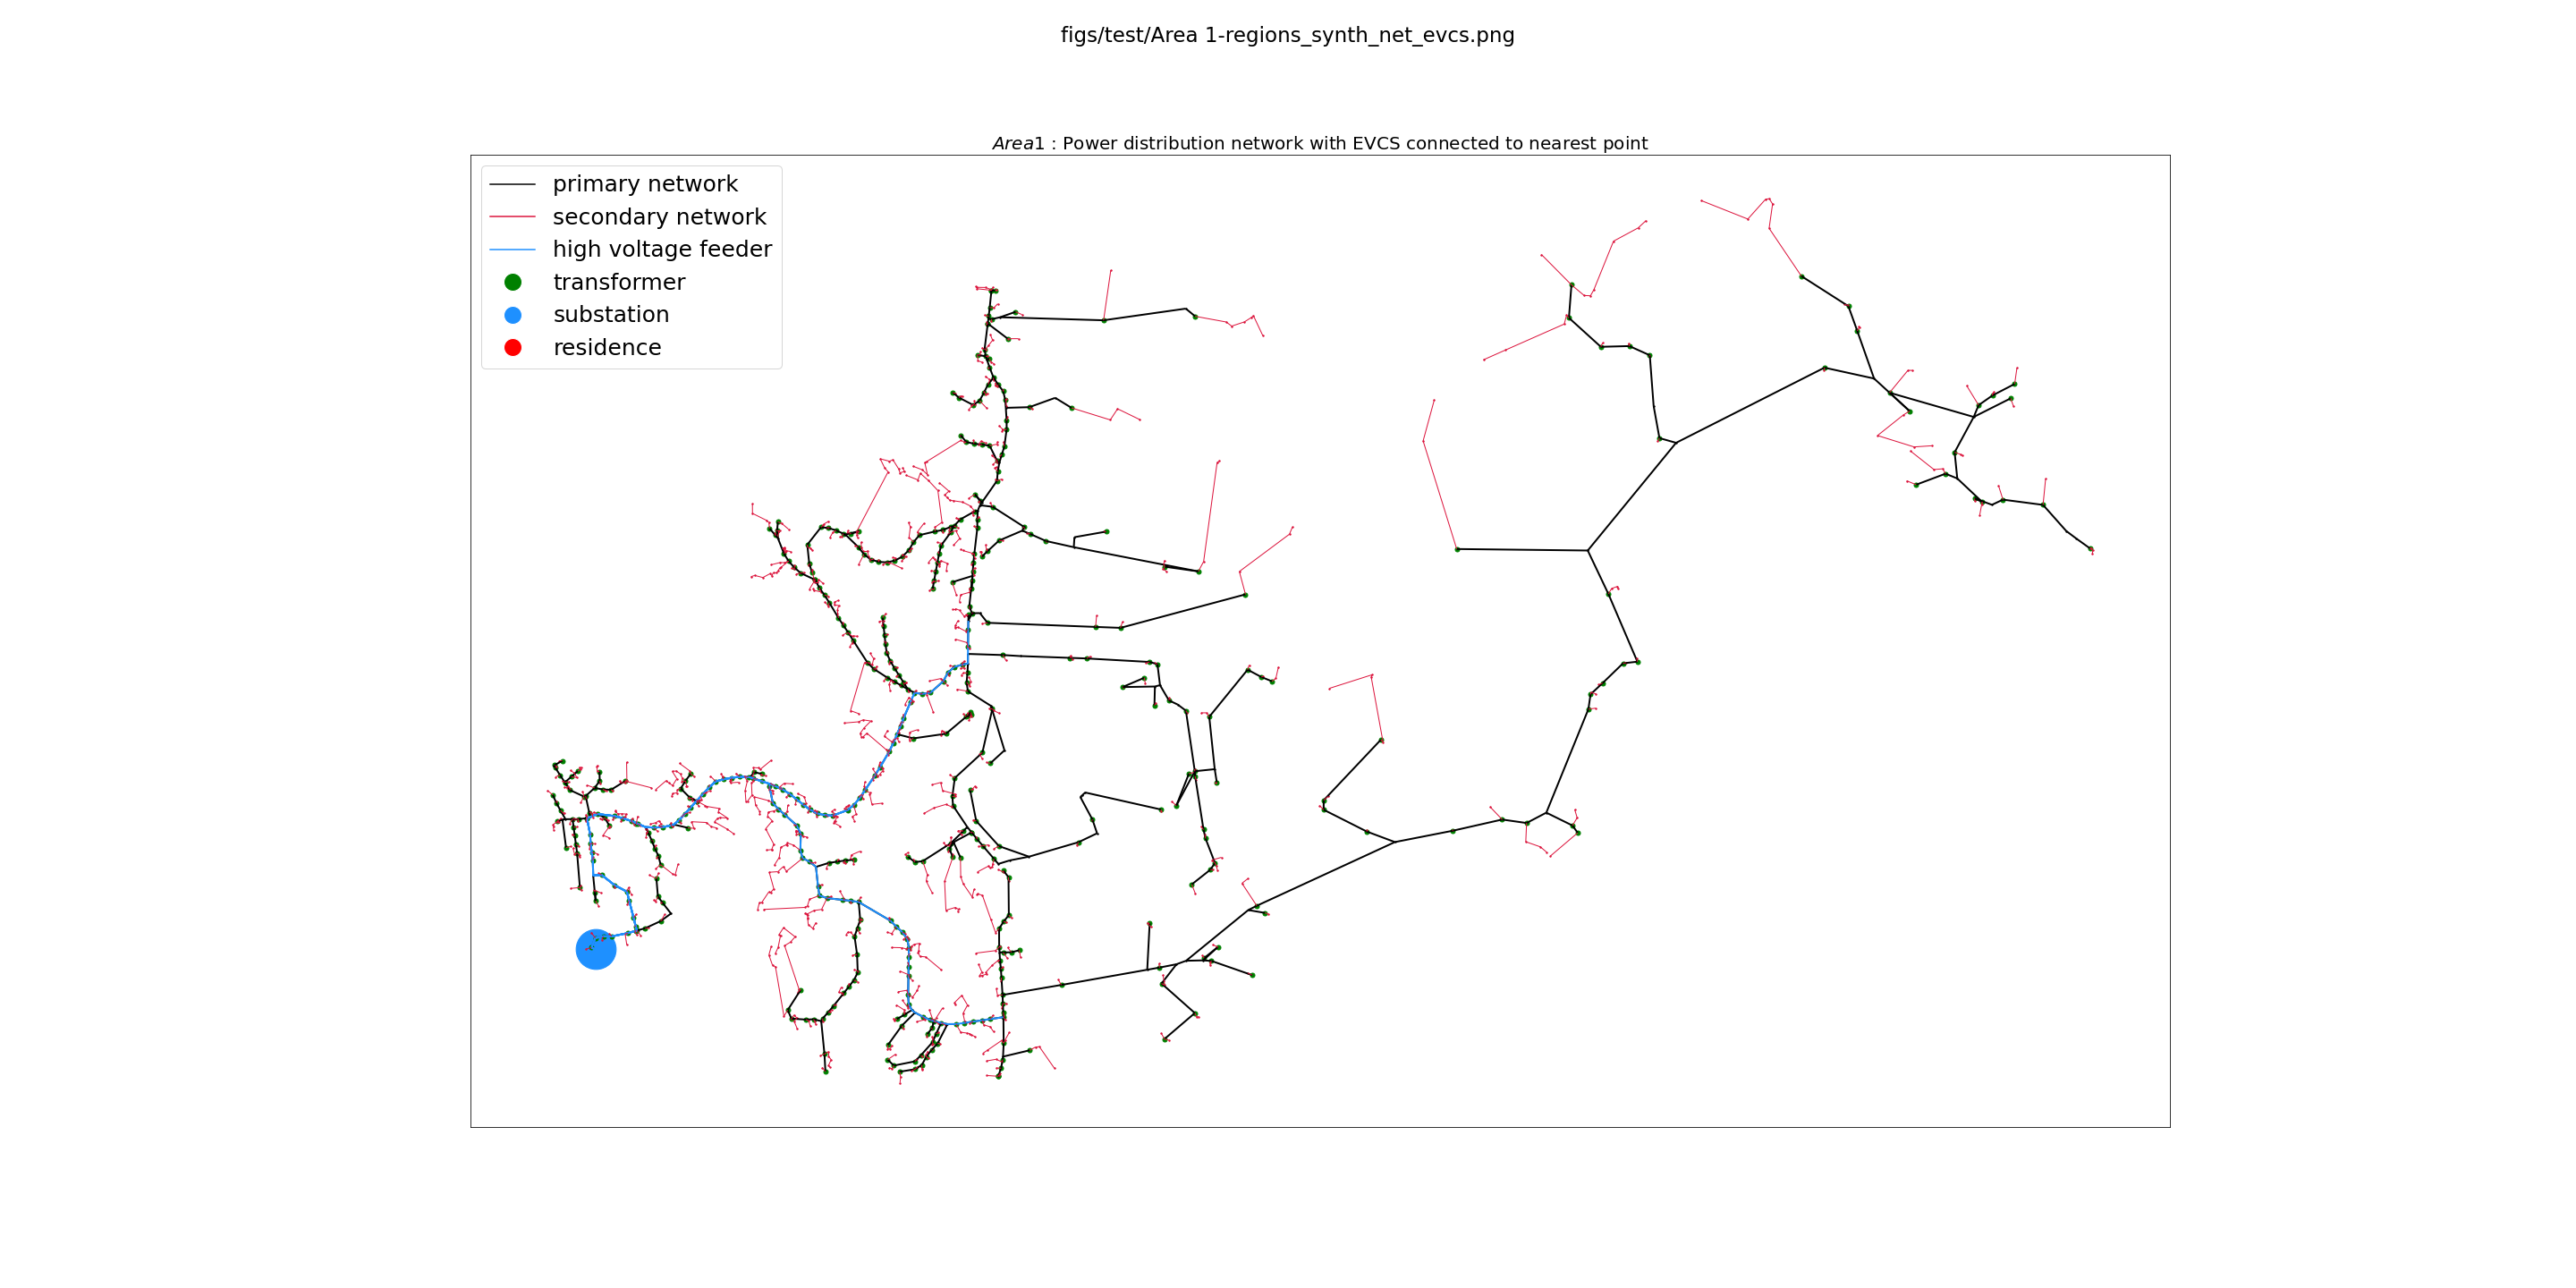 figs/test/Area 1-regions_synth_net_evcs.png
Area1 : Power distribution network with EVCS connected to nearest point
primary network
secondary network
high voltage feeder
transformer
substation
residence